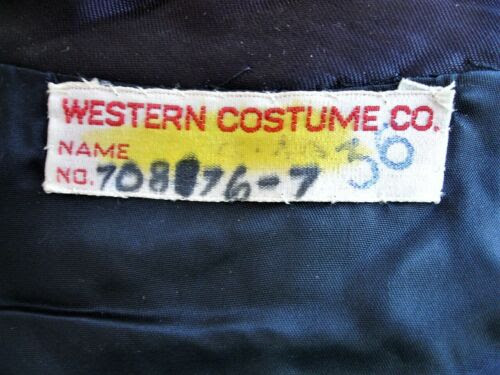 WESTERN COSTUME CO.
NAME 36
NO. 708876-7